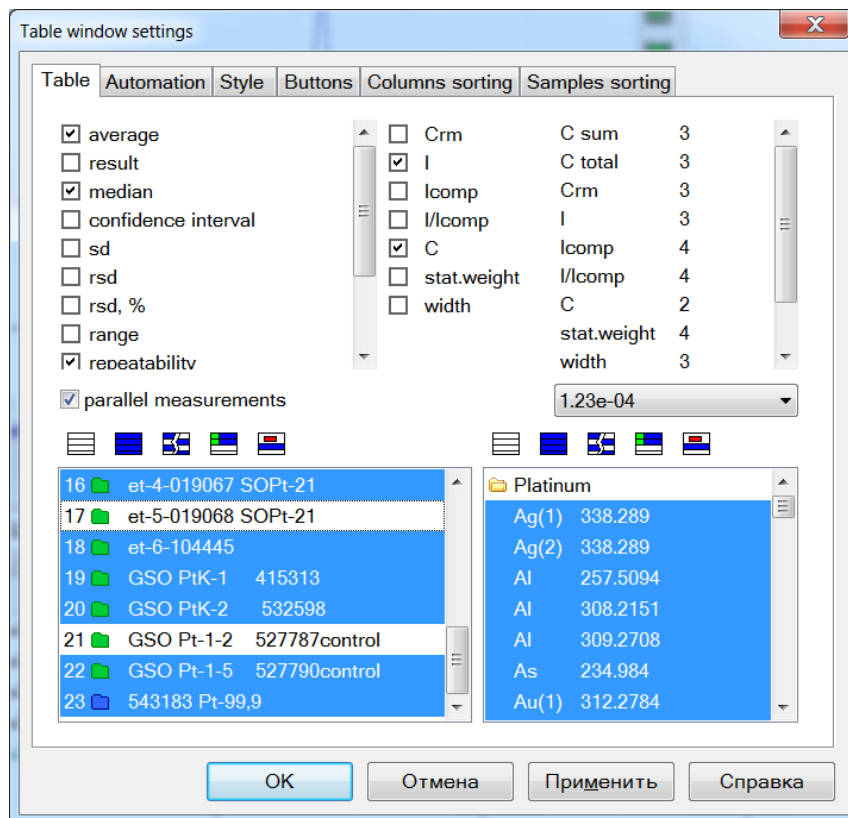 Table window settings
Table Automation Style Buttons Columns sorting Samples sorting
average
result
median
confidence interval
sd
rsd
rsd, %
range
repeatability
Crm
I
Icomp
I/Icomp
C
stat.weight
width
C sum 3
C total 3
Crm 3
I 3
Icomp 4
I/Icomp 4
C 2
stat.weight 4
width 3
parallel measurements
1.23e-04
16 et-4-019067 SOPt-21
17 et-5-019068 SOPt-21
18 et-6-104445
19 GSO PtK-1 415313
20 GSO PtK-2 532598
21 GSO Pt-1-2 527787control
22 GSO Pt-1-5 527790control
23 543183 Pt-99,9
Platinum
Ag(1) 338.289
Ag(2) 338.289
Al 257.5094
Al 308.2151
Al 309.2708
As 234.984
Au(1) 312.2784
OK Отмена Применить Справка